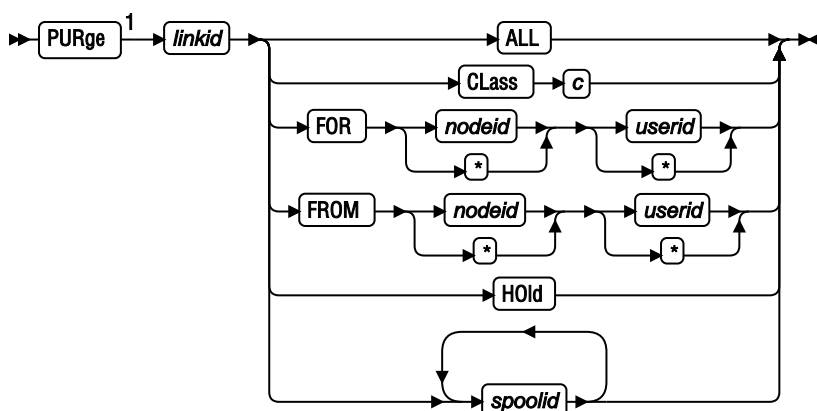 PURge 1 linkid ALL
CLass c
FOR nodeid userid
* *
FROM nodeid userid
* *
HOld
spoolid